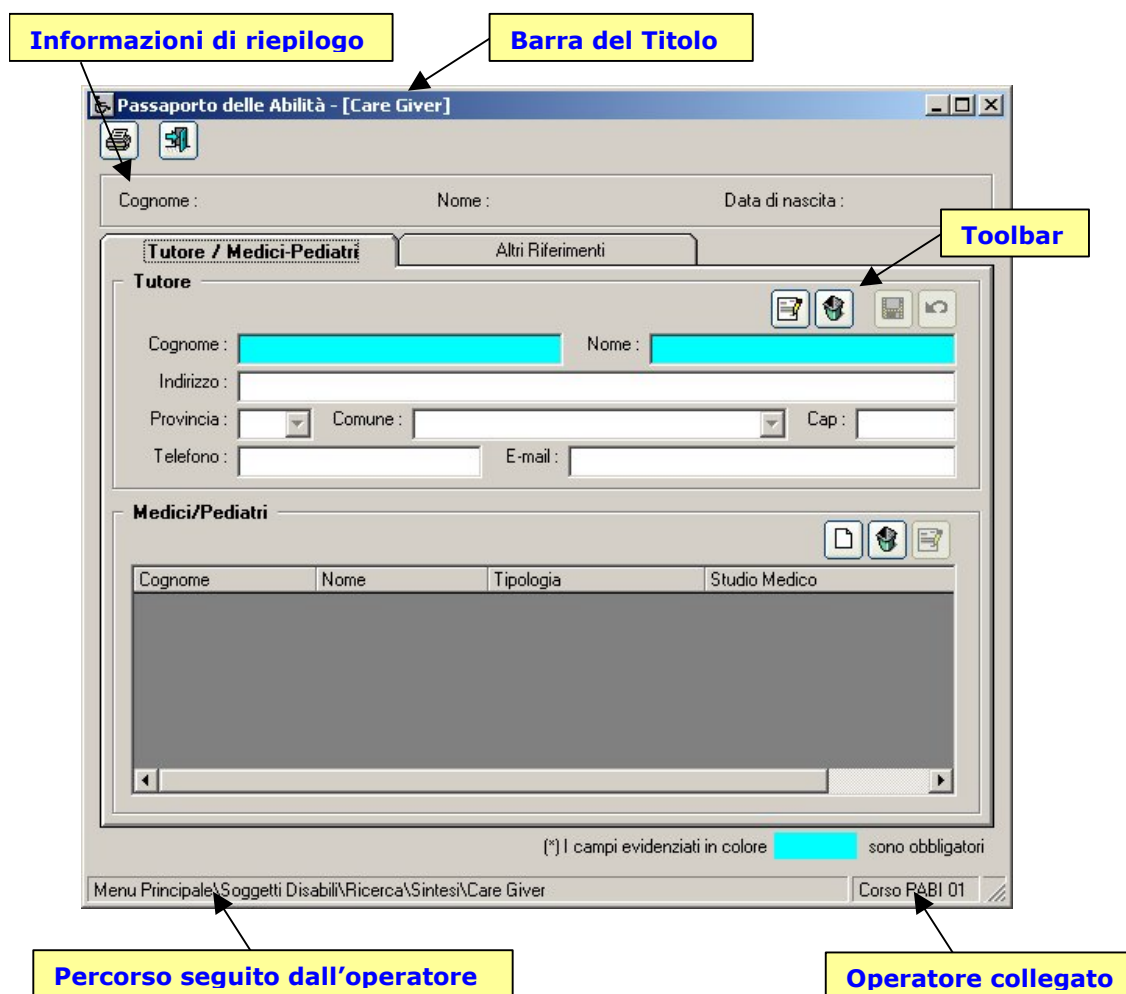 Informazioni di riepilogo
Barra del Titolo
Passaporto delle Abilità - [Care Giver]
Cognome : Nome : Data di nascita :
Toolbar
Tutore / Medici-Pediatri Altri Riferimenti
Tutore
Cognome : Nome :
Indirizzo :
Provincia : Comune : Cap :
Telefono : E-mail :
Medici/Pediatri
Cognome Nome Tipologia Studio Medico
(*) I campi evidenziati in colore sono obbligatori
Menu Principale\Soggetti Disabili\Ricerca\Sintesi\Care Giver Corso PABI 01
Percorso seguito dall'operatore
Operatore collegato